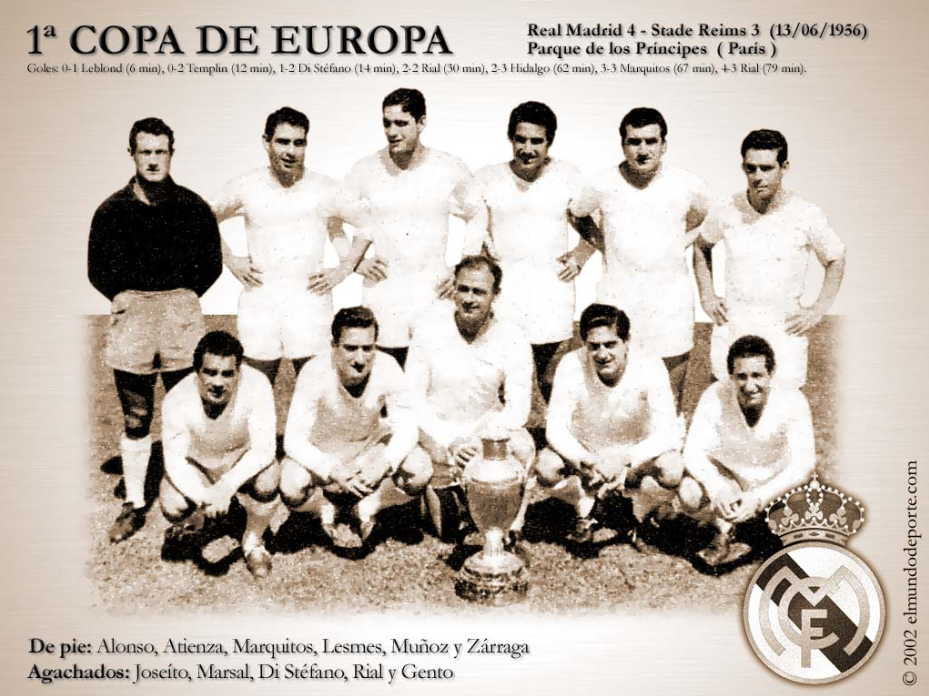 1ª COPA DE EUROPA
Real Madrid 4 - Stade Reims 3 (13/06/1956)
Parque de los Príncipes ( París )
Goles: 0-1 Leblond (6 min), 0-2 Templin (12 min), 1-2 Di Stéfano (14 min), 2-2 Rial (30 min), 2-3 Hidalgo (62 min), 3-3 Marquitos (67 min), 4-3 Rial (79 min).
De pie: Alonso, Atienza, Marquitos, Lesmes, Muñoz y Zárraga
Agachados: Joseíto, Marsal, Di Stéfano, Rial y Gento
© 2002 elmundodeporte.com